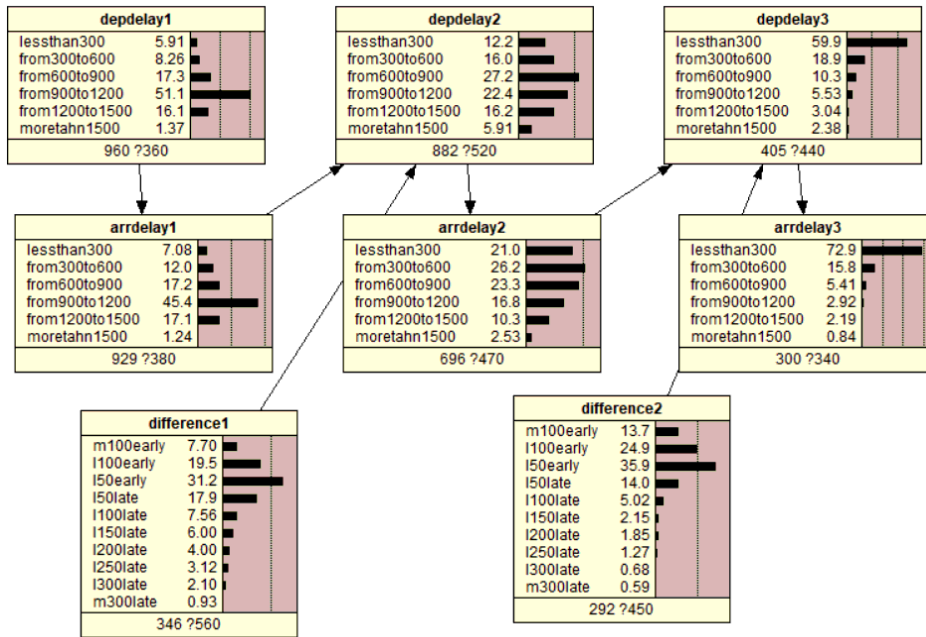 depdelay1
lessthan300 5.91
from300to600 8.26
from600to900 17.3
from900to1200 51.1
from1200to1500 16.1
moretahn1500 1.37
960 ?360
depdelay2
lessthan300 12.2
from300to600 16.0
from600to900 27.2
from900to1200 22.4
from1200to1500 16.2
moretahn1500 5.91
882 ?520
depdelay3
lessthan300 59.9
from300to600 18.9
from600to900 10.3
from900to1200 5.53
from1200to1500 3.04
moretahn1500 2.38
405 ?440
arrdelay1
lessthan300 7.08
from300to600 12.0
from600to900 17.2
from900to1200 45.4
from1200to1500 17.1
moretahn1500 1.24
929 ?380
arrdelay2
lessthan300 21.0
from300to600 26.2
from600to900 23.3
from900to1200 16.8
from1200to1500 10.3
moretahn1500 2.53
696 ?470
arrdelay3
lessthan300 72.9
from300to600 15.8
from600to900 5.41
from900to1200 2.92
from1200to1500 2.19
moretahn1500 0.84
300 ?340
difference1
m100early 7.70
l100early 19.5
l50early 31.2
l50late 17.9
l100late 7.56
l150late 6.00
l200late 4.00
l250late 3.12
l300late 2.10
m300late 0.93
346 ?560
difference2
m100early 13.7
l100early 24.9
l50early 35.9
l50late 14.0
l100late 5.02
l150late 2.15
l200late 1.85
l250late 1.27
l300late 0.68
m300late 0.59
292 ?450